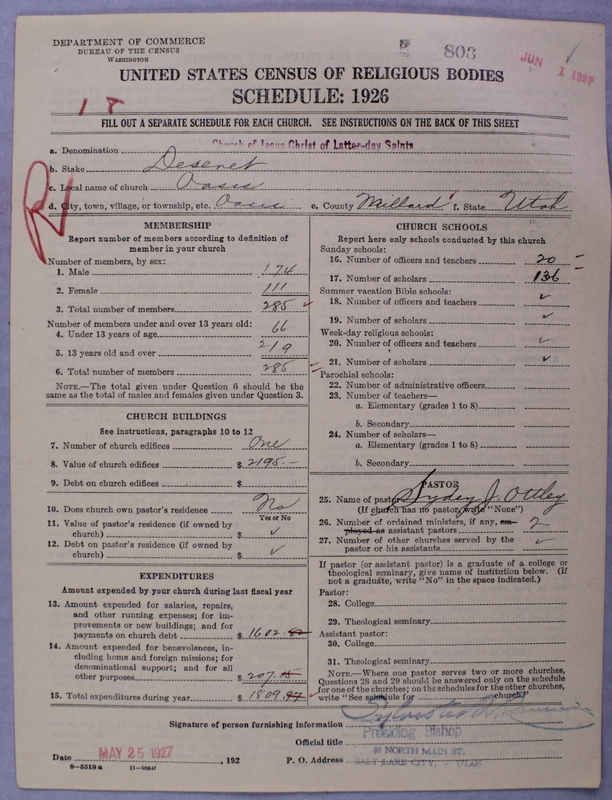 DEPARTMENT OF COMMERCE
BUREAU OF THE CENSUS
WASHINGTON
803
JUN 1 1927
UNITED STATES CENSUS OF RELIGIOUS BODIES
SCHEDULE: 1926
FILL OUT A SEPARATE SCHEDULE FOR EACH CHURCH. SEE INSTRUCTIONS ON THE BACK OF THIS SHEET
a. Denomination Church of Jesus Christ of Latter-day Saints
b. Stake Deseret
c. Local name of church Oasis
d. City, town, village, or township, etc. Oasis e. County Millard f. State Utah
MEMBERSHIP
Report number of members according to definition of
member in your church
Number of members, by sex:
1. Male 174
2. Female 111
3. Total number of members 285
Number of members under and over 13 years old:
4. Under 13 years of age 66
5. 13 years old and over 219
6. Total number of members 285
NOTE.—The total given under Question 6 should be the
same as the total of males and females given under Question 3.
CHURCH BUILDINGS
See instructions, paragraphs 10 to 12
7. Number of church edifices One
8. Value of church edifices $ 2195.—
9. Debt on church edifices $
10. Does church own pastor's residence No
Yes or No
11. Value of pastor's residence (if owned by
church) $ ✓
12. Debt on pastor's residence (if owned by
church) $ ✓
EXPENDITURES
Amount expended by your church during last fiscal year
13. Amount expended for salaries, repairs,
and other running expenses; for im-
provements or new buildings; and for
payments on church debt $ 1602.
14. Amount expended for benevolences, in-
cluding home and foreign missions; for
denominational support; and for all
other purposes $ 207.
15. Total expenditures during year $ 1809.
CHURCH SCHOOLS
Report here only schools conducted by this church
Sunday schools:
16. Number of officers and teachers 20
17. Number of scholars 136
Summer vacation Bible schools:
18. Number of officers and teachers ✓
19. Number of scholars ✓
Week-day religious schools:
20. Number of officers and teachers ✓
21. Number of scholars ✓
Parochial schools:
22. Number of administrative officers
23. Number of teachers—
a. Elementary (grades 1 to 8)
b. Secondary
24. Number of scholars—
a. Elementary (grades 1 to 8)
b. Secondary
PASTOR
25. Name of pastor Sydey J. Ottley
(If church has no pastor, write "None")
26. Number of ordained ministers, if any, em-
ployed as assistant pastors 2
27. Number of other churches served by the
pastor or his assistants ✓
If pastor (or assistant pastor) is a graduate of a college or
theological seminary, give name of institution below. (If
not a graduate, write "No" in the space indicated.)
Pastor:
28. College
29. Theological seminary
Assistant pastor:
30. College
31. Theological seminary
NOTE.—Where one pastor serves two or more churches,
Questions 28 and 29 should be answered only on the schedule
for one of the churches; on the schedules for the other churches,
write "See schedule for church)
Signature of person furnishing information Sylvester Q. Cannon
Official title Presiding Bishop
Date MAY 25 1927, 192 P. O. Address 40 NORTH MAIN ST.
SALT LAKE CITY, - UTAH
8—5518a 11—9564